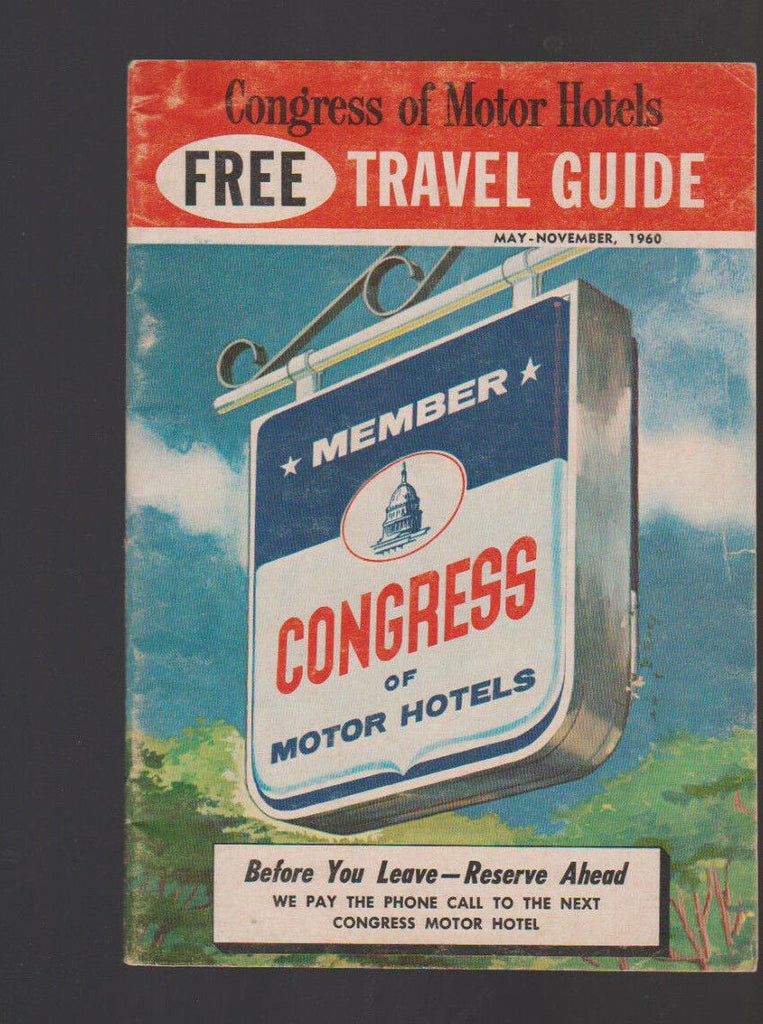 Congress of Motor Hotels
FREE TRAVEL GUIDE
MAY-NOVEMBER, 1960
MEMBER
CONGRESS
OF
MOTOR HOTELS
Before You Leave—Reserve Ahead
WE PAY THE PHONE CALL TO THE NEXT
CONGRESS MOTOR HOTEL